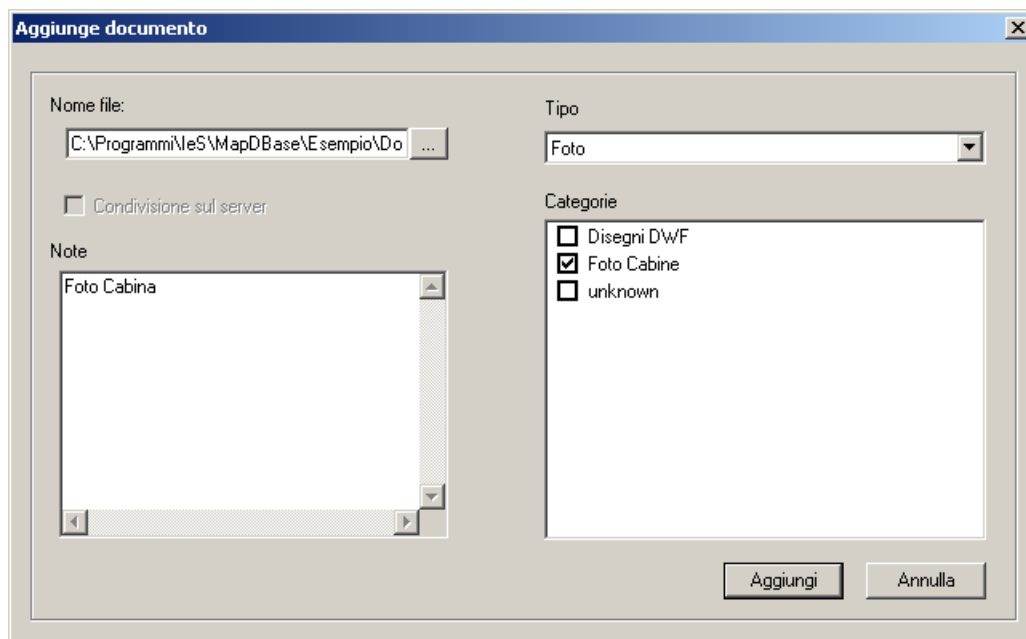 Aggiunge documento
Nome file:
C:\Programmi\IeS\MapDBase\Esempio\Do
...
Condivisione sul server
Note
Foto Cabina
Tipo
Foto
Categorie
Disegni DWF
Foto Cabine
unknown
Aggiungi
Annulla